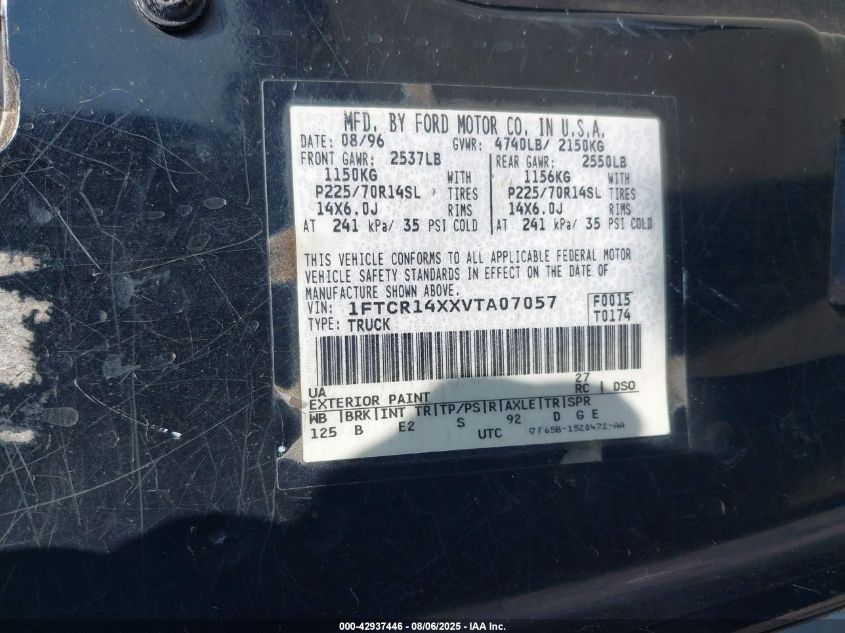 MFD. BY FORD MOTOR CO. IN U.S.A.
DATE: 08/96 GVWR: 4740LB/ 2150KG
FRONT GAWR: 2537LB REAR GAWR: 2550LB
1150KG WITH 1156KG WITH
P225/70R14SL TIRES P225/70R14SL TIRES
14X6.0J RIMS 14X6.0J RIMS
AT 241 kPa/ 35 PSI COLD AT 241 kPa/ 35 PSI COLD
THIS VEHICLE CONFORMS TO ALL APPLICABLE FEDERAL MOTOR
VEHICLE SAFETY STANDARDS IN EFFECT ON THE DATE OF
MANUFACTURE SHOWN ABOVE.
VIN: 1FTCR14XXVTA07057 F0015
TYPE: TRUCK T0174
UA 27
EXTERIOR PAINT RC DSO
WB BRK INT TR TP/PS R AXLE TR SPR
125 B E2 S 92 D G E
UTC F65B-1520472-AA
000-42937446 - 08/06/2025 - IAA Inc.